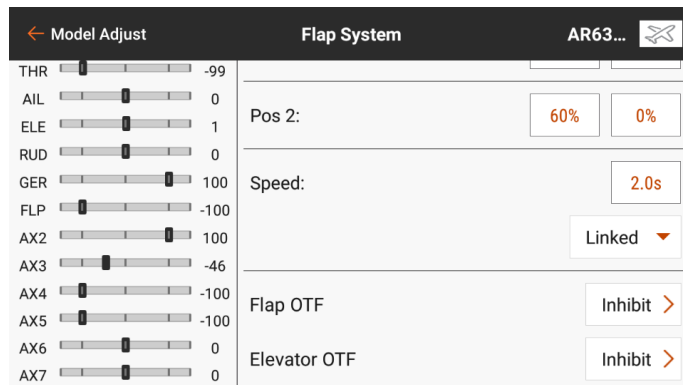 Model Adjust
Flap System
AR63...
THR -99
AIL 0
ELE 1
RUD 0
GER 100
FLP -100
AX2 100
AX3 -46
AX4 -100
AX5 -100
AX6 0
AX7 0
Pos 2: 60% 0%
Speed: 2.0s
Linked
Flap OTF Inhibit
Elevator OTF Inhibit